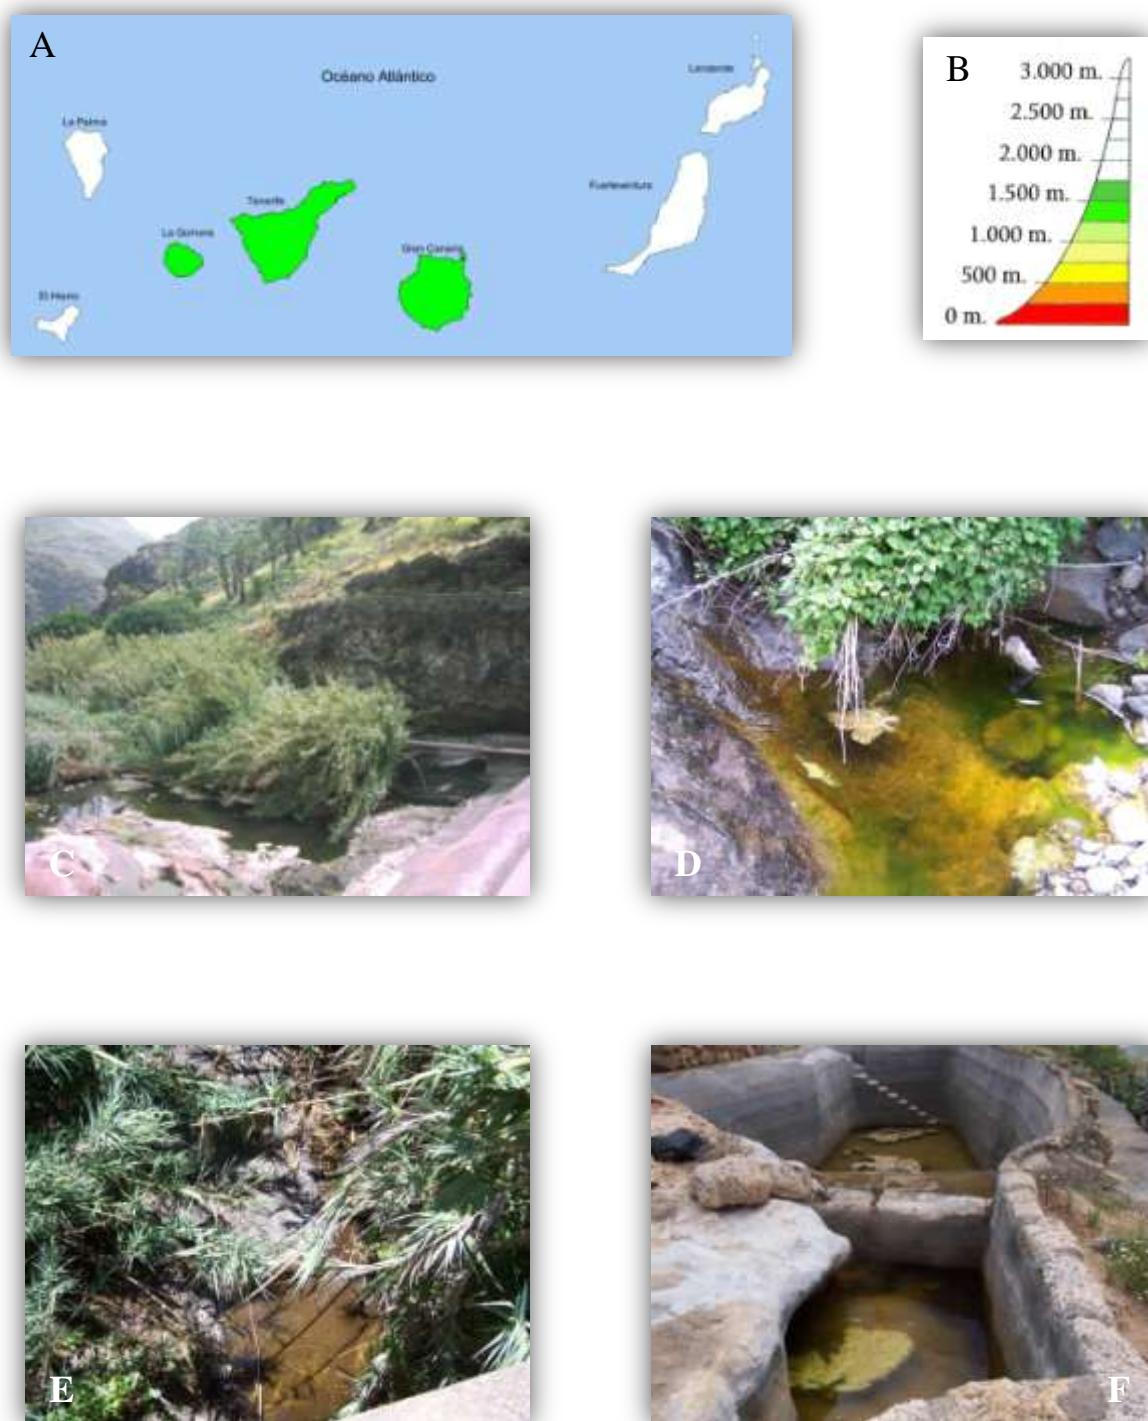 A
Océano Atlántico
Lanzarote
La Palma
Fuerteventura
Tenerife
La Gomera
Gran Canaria
El Hierro
B
3.000 m.
2.500 m.
2.000 m.
1.500 m.
1.000 m.
500 m.
0 m.
C
D
E
F